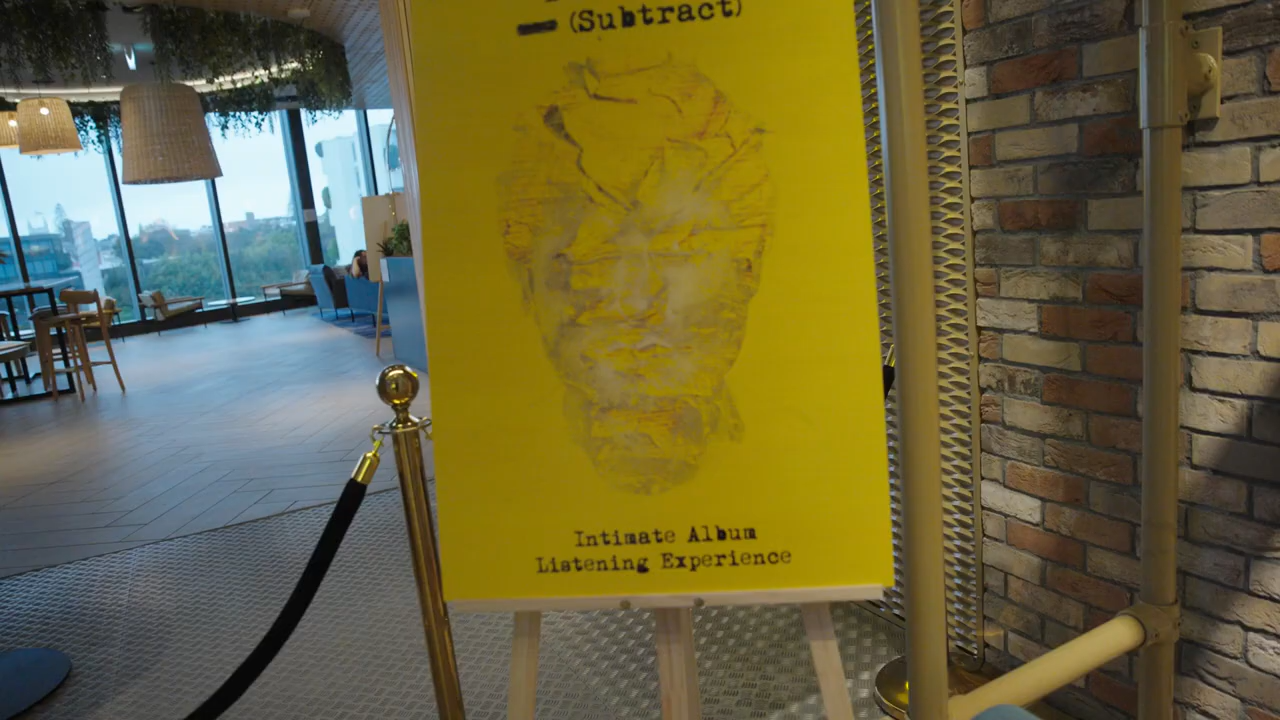 — (Subtract)
Intimate Album
Listening Experience